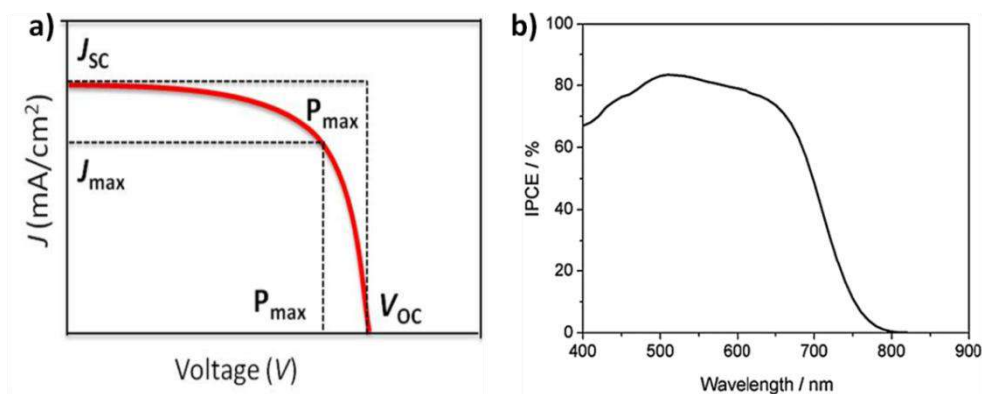 a)
J (mA/cm²)
JSC
Pmax
Jmax
Pmax
VOC
Voltage (V)
b)
IPCE / %
100
80
60
40
20
0
400 500 600 700 800 900
Wavelength / nm